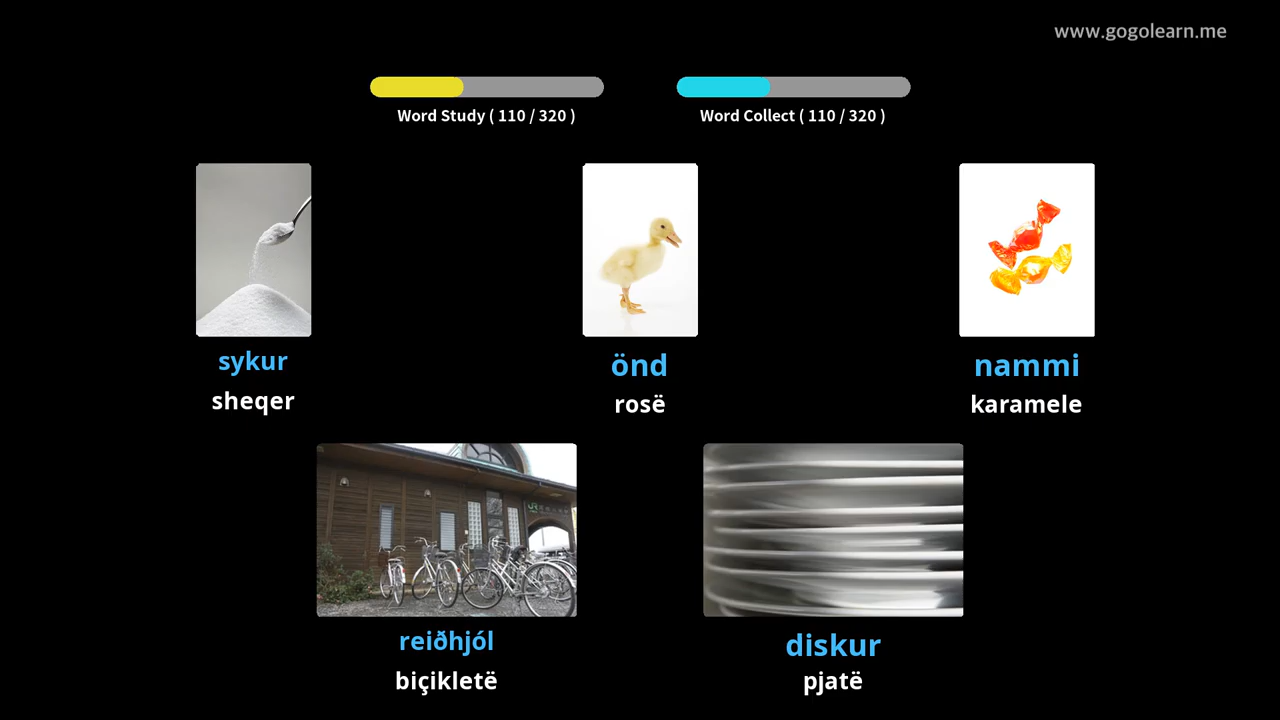 www.gogolearn.me
Word Study ( 110 / 320 )
Word Collect ( 110 / 320 )
sykur
sheqer
önd
rosë
nammi
karamele
reiðhjól
biçikletë
diskur
pjatë